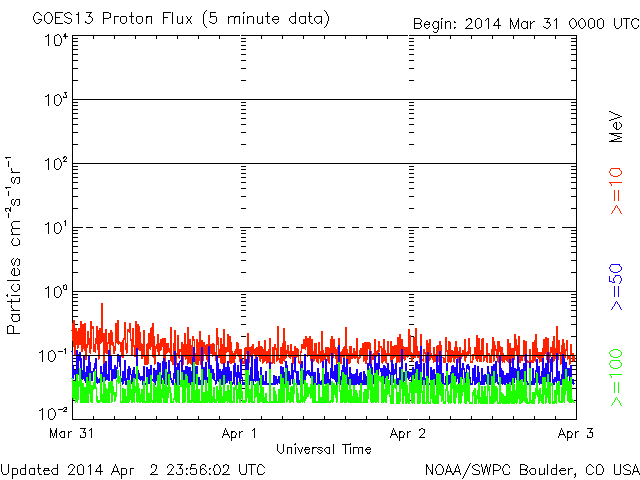 GOES13 Proton Flux (5 minute data)
Begin: 2014 Mar 31 0000 UTC
10⁴
10³
10²
10¹
10⁰
10⁻¹
10⁻²
Particles cm⁻²s⁻¹sr⁻¹
MeV
>=10
>=50
>=100
Mar 31
Apr 1
Apr 2
Apr 3
Universal Time
Updated 2014 Apr 2 23:56:02 UTC
NOAA/SWPC Boulder, CO USA